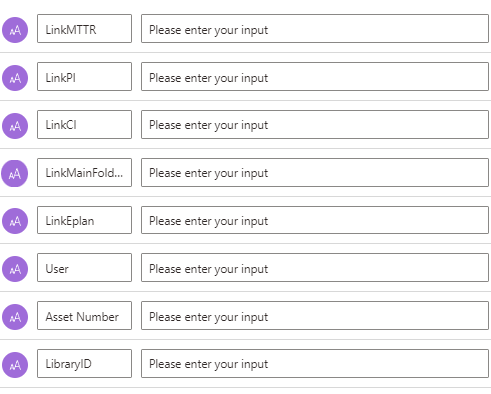 AA LinkMTTR Please enter your input
AA LinkPI Please enter your input
AA LinkCI Please enter your input
AA LinkMainFold... Please enter your input
AA LinkEplan Please enter your input
AA User Please enter your input
AA Asset Number Please enter your input
AA LibraryID Please enter your input